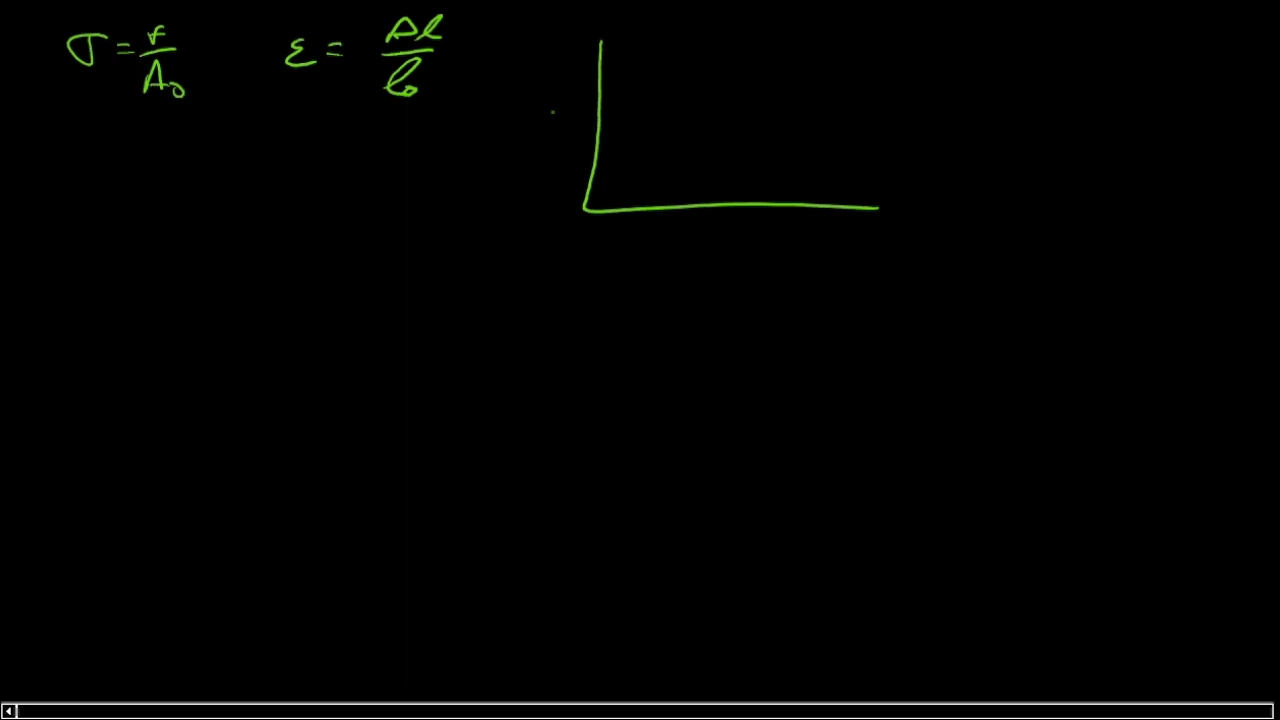 σ = F/A₀
ε = Δl/l₀